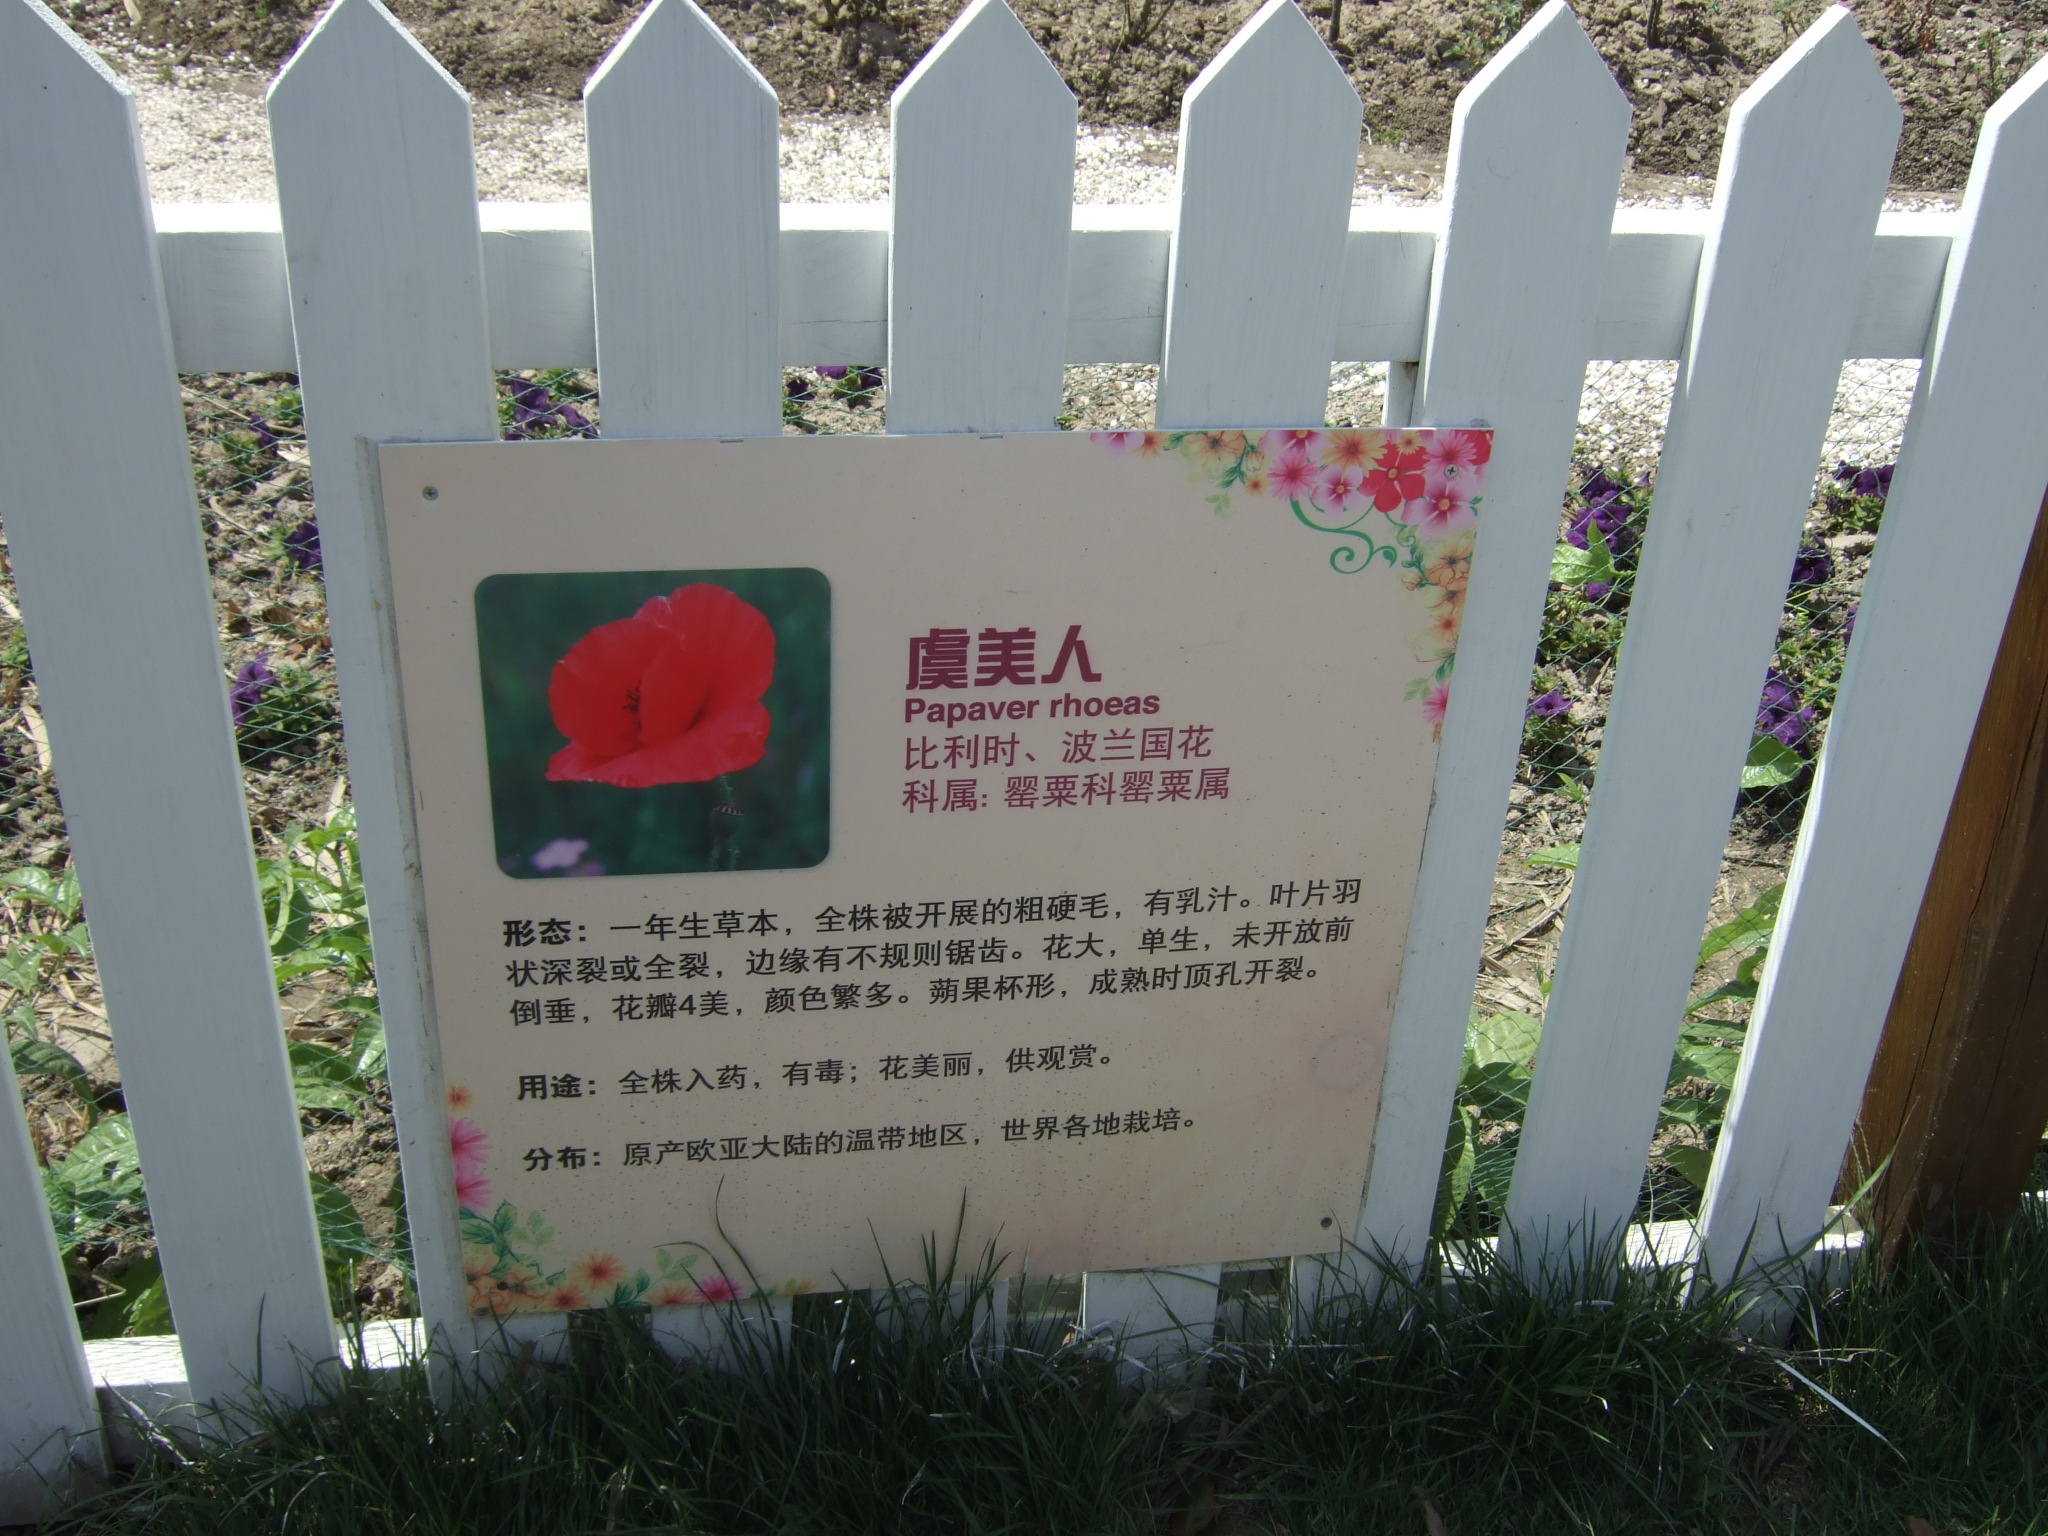 虞美人
Papaver rhoeas
比利时、波兰国花
科属: 罂粟科罂粟属
形态：一年生草本，全株被开展的粗硬毛，有乳汁。叶片羽
状深裂或全裂，边缘有不规则锯齿。花大，单生，未开放前
倒垂，花瓣4美，颜色繁多。蒴果杯形，成熟时顶孔开裂。
用途：全株入药，有毒；花美丽，供观赏。
分布：原产欧亚大陆的温带地区，世界各地栽培。